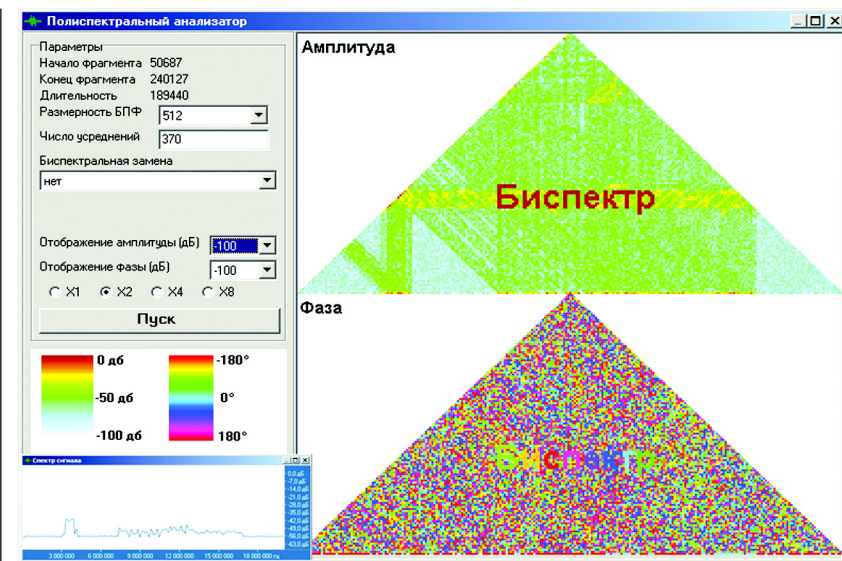 Полиспектральный анализатор
Параметры
Начало фрагмента 50687
Конец фрагмента 240127
Длительность 189440
Размерность БПФ 512
Число усреднений 370
Биспектральная замена
нет
Отображение амплитуды (дБ) -100
Отображение фазы (дБ) -100
X1 X2 X4 X8
Пуск
0 дб
-50 дб
-100 дб
-180°
0°
180°
Амплитуда
Биспектр
Фаза
Биспектр
Спектр сигнала
0,0 дБ
-7,0 дБ
-14,0 дБ
-21,0 дБ
-28,0 дБ
-35,0 дБ
-42,0 дБ
-49,0 дБ
-56,0 дБ
-63,0 дБ
3 000 000 6 000 000 9 000 000 12 000 000 15 000 000 18 000 000 гц